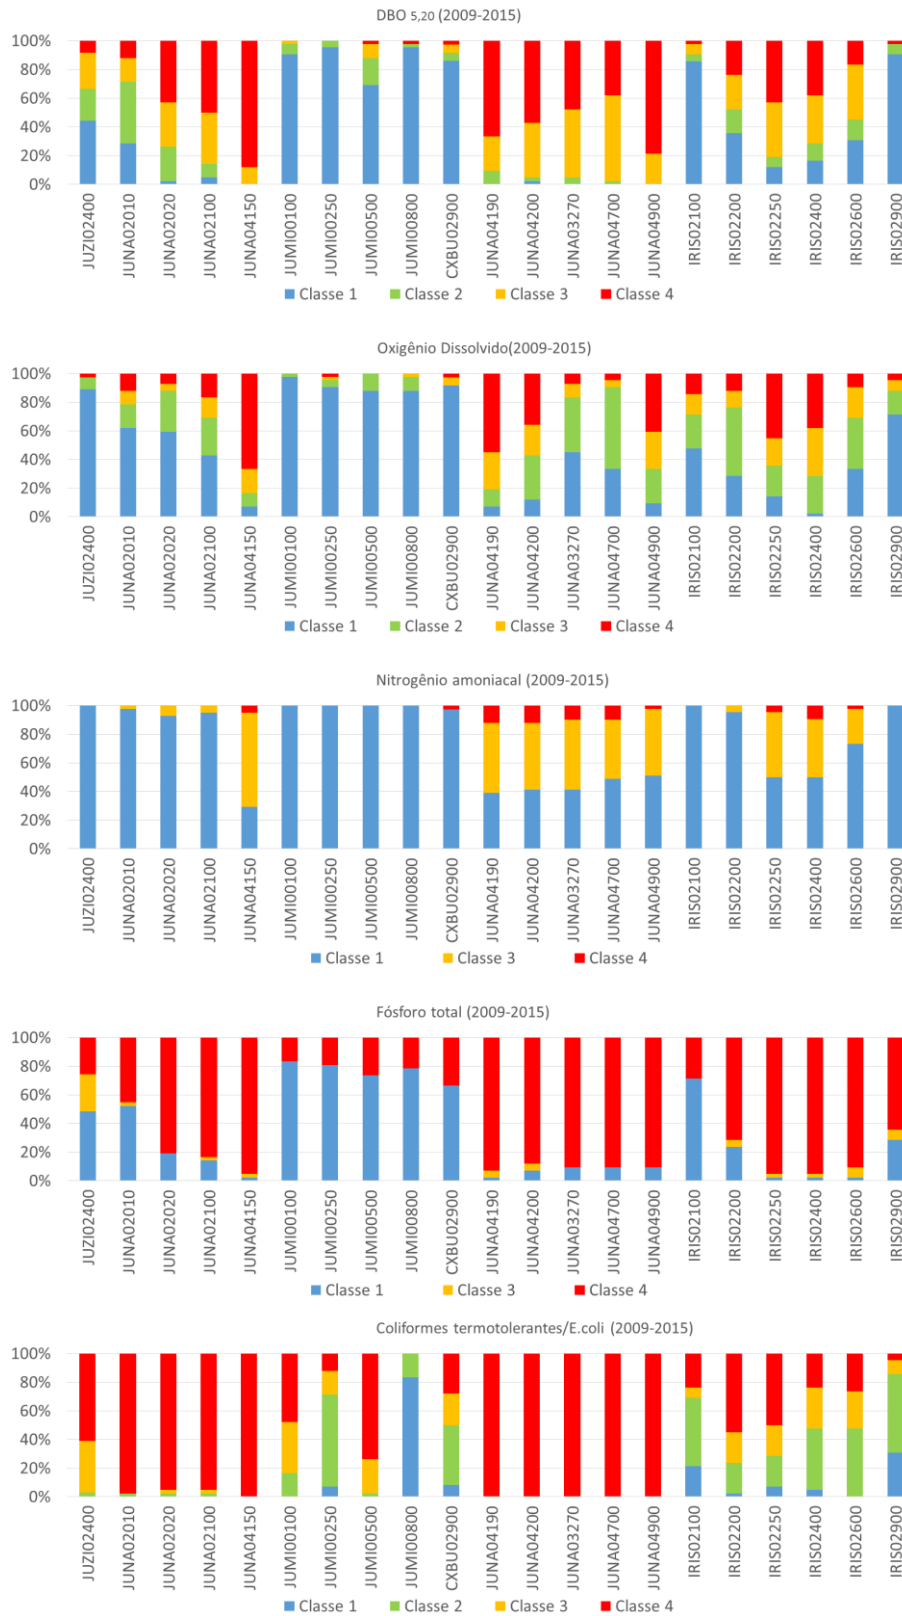 DBO 5,20 (2009-2015)
100%
80%
60%
40%
20%
0%
JUZI02400 JUNA02010 JUNA02020 JUNA02100 JUNA04150 JUMI00100 JUMI00250 JUMI00500 JUMI00800 CXBU02900 JUNA04190 JUNA04200 JUNA03270 JUNA04700 JUNA04900 IRIS02100 IRIS02200 IRIS02250 IRIS02400 IRIS02600 IRIS02900
Classe 1 Classe 2 Classe 3 Classe 4
Oxigênio Dissolvido(2009-2015)
100%
80%
60%
40%
20%
0%
JUZI02400 JUNA02010 JUNA02020 JUNA02100 JUNA04150 JUMI00100 JUMI00250 JUMI00500 JUMI00800 CXBU02900 JUNA04190 JUNA04200 JUNA03270 JUNA04700 JUNA04900 IRIS02100 IRIS02200 IRIS02250 IRIS02400 IRIS02600 IRIS02900
Classe 1 Classe 2 Classe 3 Classe 4
Nitrogênio amoniacal (2009-2015)
100%
80%
60%
40%
20%
0%
JUZI02400 JUNA02010 JUNA02020 JUNA02100 JUNA04150 JUMI00100 JUMI00250 JUMI00500 JUMI00800 CXBU02900 JUNA04190 JUNA04200 JUNA03270 JUNA04700 JUNA04900 IRIS02100 IRIS02200 IRIS02250 IRIS02400 IRIS02600 IRIS02900
Classe 1 Classe 3 Classe 4
Fósforo total (2009-2015)
100%
80%
60%
40%
20%
0%
JUZI02400 JUNA02010 JUNA02020 JUNA02100 JUNA04150 JUMI00100 JUMI00250 JUMI00500 JUMI00800 CXBU02900 JUNA04190 JUNA04200 JUNA03270 JUNA04700 JUNA04900 IRIS02100 IRIS02200 IRIS02250 IRIS02400 IRIS02600 IRIS02900
Classe 1 Classe 3 Classe 4
Coliformes termotolerantes/E.coli (2009-2015)
100%
80%
60%
40%
20%
0%
JUZI02400 JUNA02010 JUNA02020 JUNA02100 JUNA04150 JUMI00100 JUMI00250 JUMI00500 JUMI00800 CXBU02900 JUNA04190 JUNA04200 JUNA03270 JUNA04700 JUNA04900 IRIS02100 IRIS02200 IRIS02250 IRIS02400 IRIS02600 IRIS02900
Classe 1 Classe 2 Classe 3 Classe 4